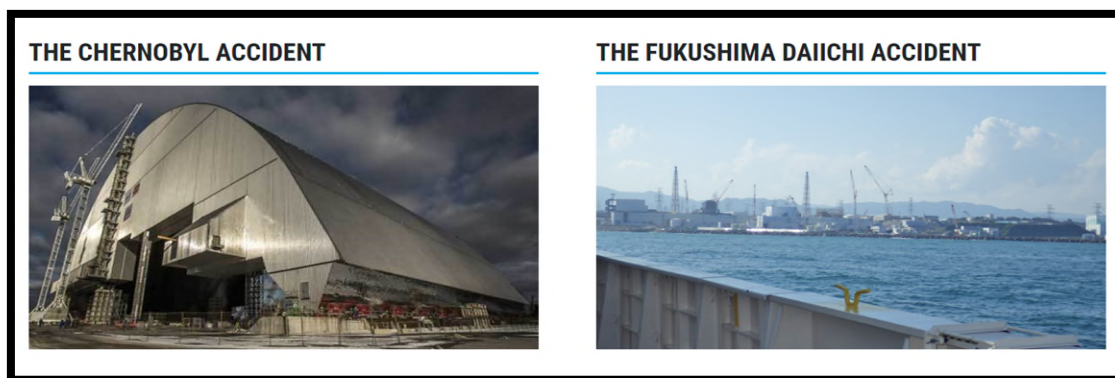 THE CHERNOBYL ACCIDENT
THE FUKUSHIMA DAIICHI ACCIDENT